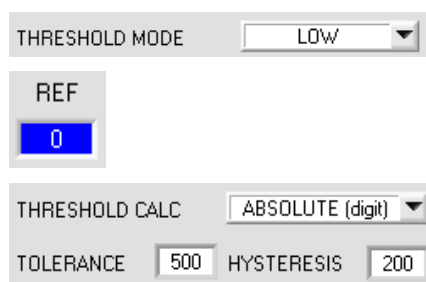 THRESHOLD MODE LOW
REF
0
THRESHOLD CALC ABSOLUTE (digit)
TOLERANCE 500 HYSTERESIS 200